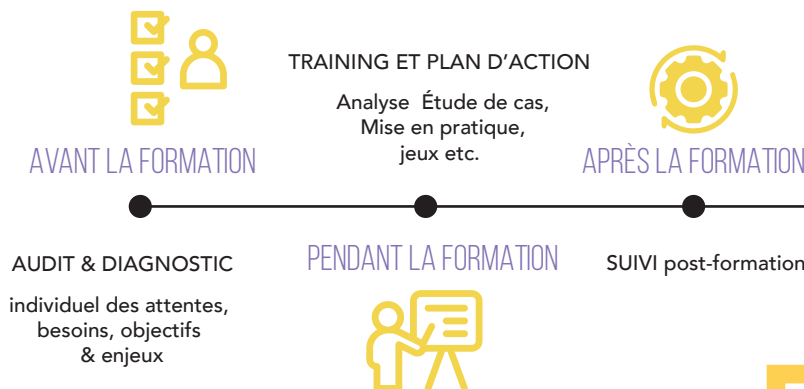 AVANT LA FORMATION
AUDIT & DIAGNOSTIC
individuel des attentes,
besoins, objectifs
& enjeux
TRAINING ET PLAN D’ACTION
Analyse  Étude de cas,
Mise en pratique,
jeux etc.
PENDANT LA FORMATION
APRÈS LA FORMATION
SUIVI post-formation